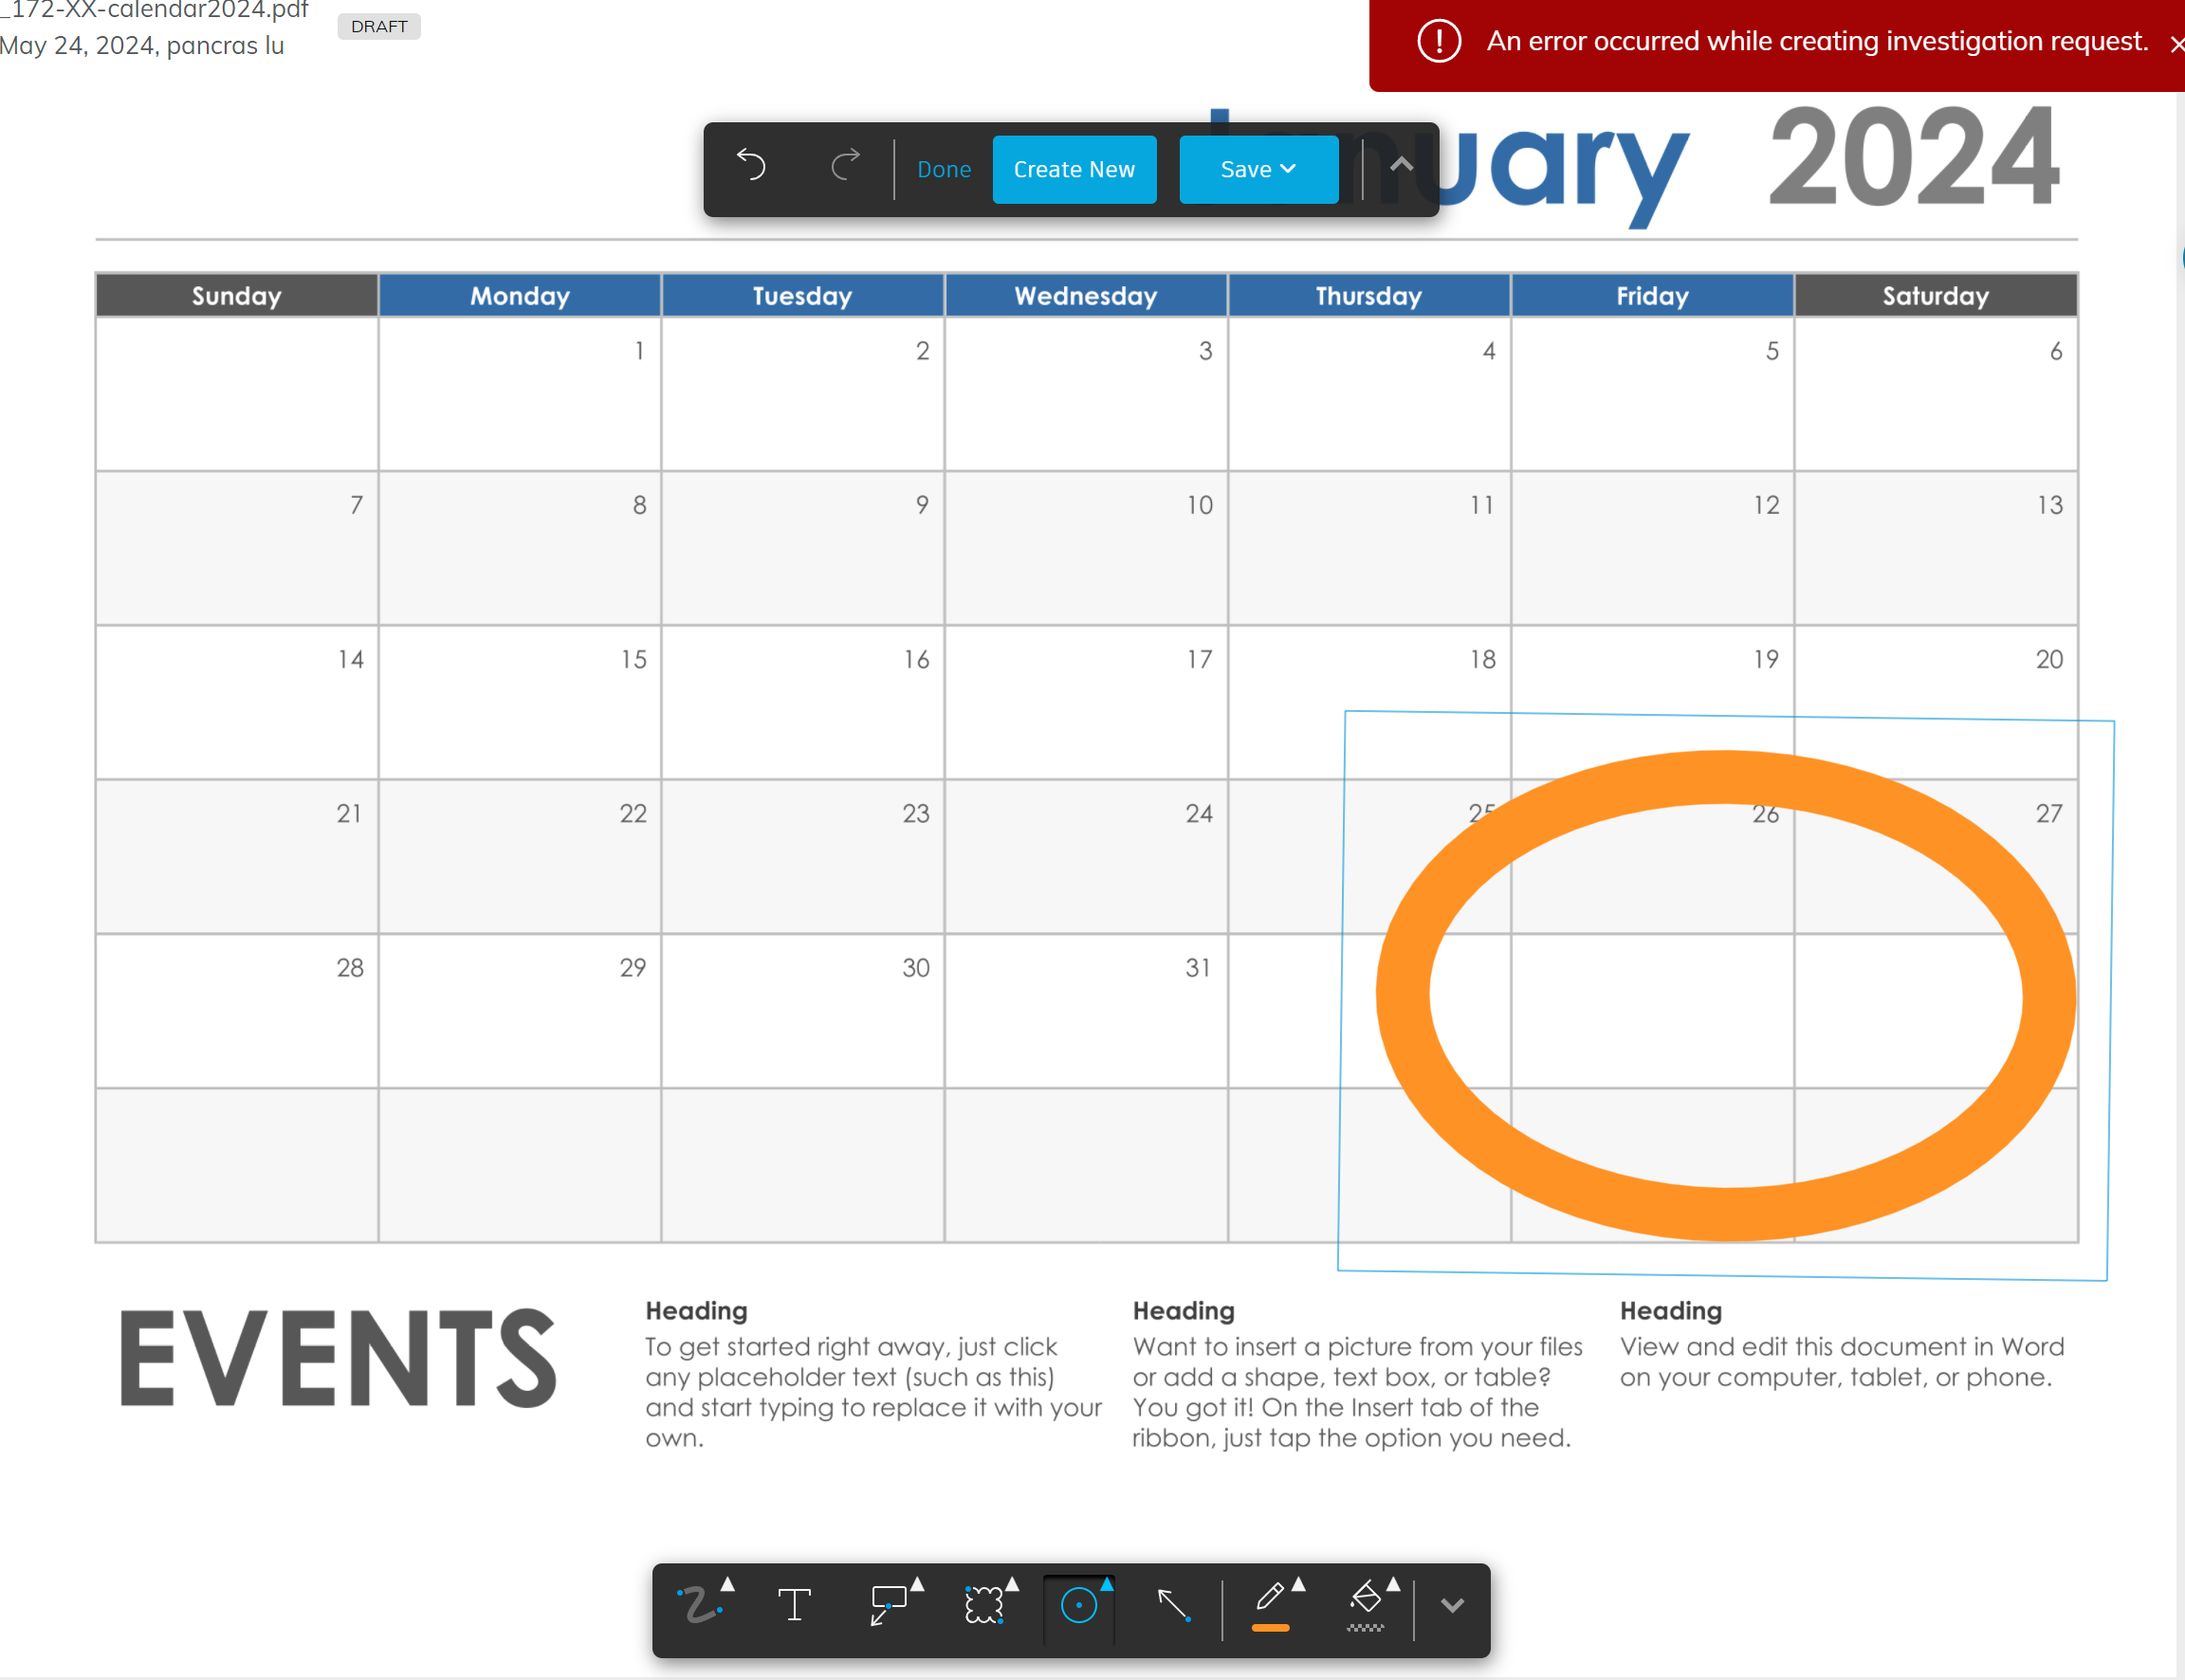 _172-XX-calendar2024.pdf
May 24, 2024, pancras lu
DRAFT
An error occurred while creating investigation request.
Done
Create New
Save
January 2024
Sunday Monday Tuesday Wednesday Thursday Friday Saturday
1 2 3 4 5 6
7 8 9 10 11 12 13
14 15 16 17 18 19 20
21 22 23 24 25 26 27
28 29 30 31
EVENTS
Heading
To get started right away, just click
any placeholder text (such as this)
and start typing to replace it with your
own.
Heading
Want to insert a picture from your files
or add a shape, text box, or table?
You got it! On the Insert tab of the
ribbon, just tap the option you need.
Heading
View and edit this document in Word
on your computer, tablet, or phone.